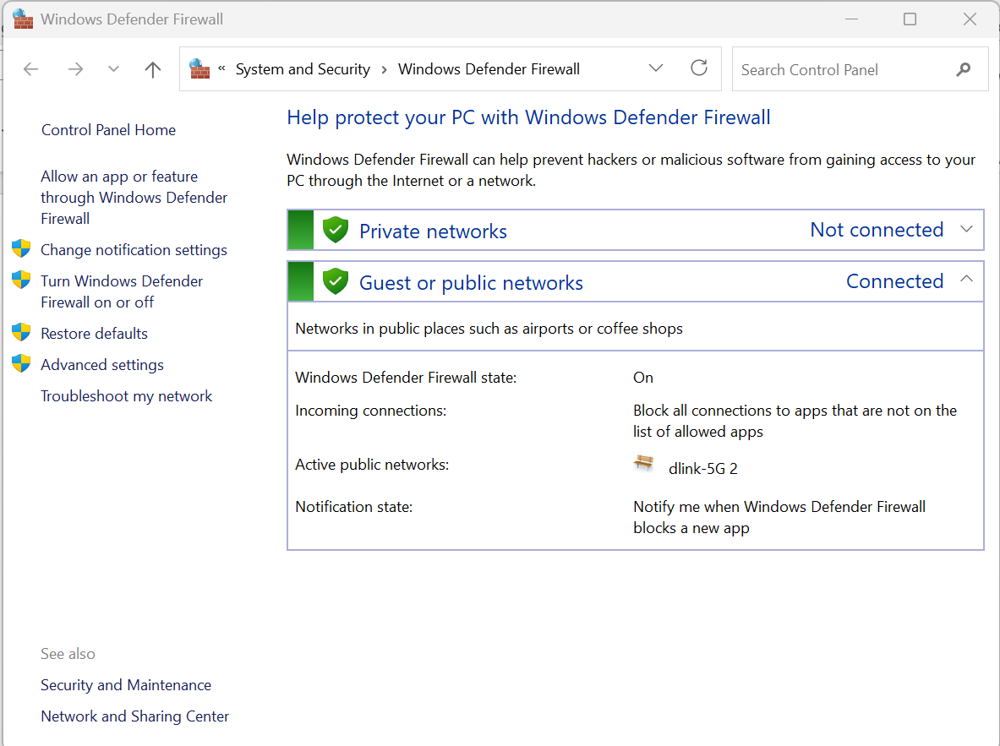 Windows Defender Firewall
« System and Security › Windows Defender Firewall
Search Control Panel
Control Panel Home
Allow an app or feature
through Windows Defender
Firewall
Change notification settings
Turn Windows Defender
Firewall on or off
Restore defaults
Advanced settings
Troubleshoot my network
See also
Security and Maintenance
Network and Sharing Center
Help protect your PC with Windows Defender Firewall
Windows Defender Firewall can help prevent hackers or malicious software from gaining access to your
PC through the Internet or a network.
Private networks Not connected
Guest or public networks Connected
Networks in public places such as airports or coffee shops
Windows Defender Firewall state: On
Incoming connections: Block all connections to apps that are not on the
list of allowed apps
Active public networks: dlink-5G 2
Notification state: Notify me when Windows Defender Firewall
blocks a new app